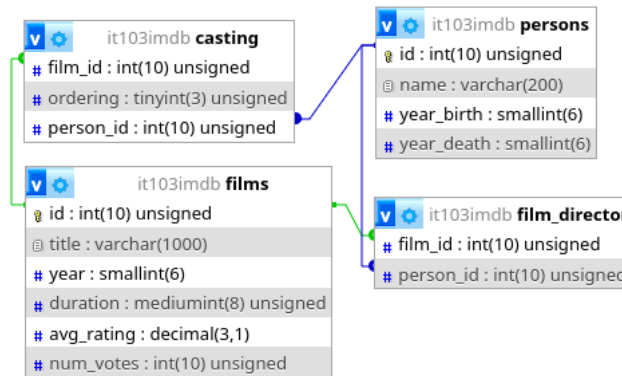 v it103imdb casting
# film_id : int(10) unsigned
# ordering : tinyint(3) unsigned
# person_id : int(10) unsigned
v it103imdb persons
id : int(10) unsigned
name : varchar(200)
# year_birth : smallint(6)
# year_death : smallint(6)
v it103imdb films
id : int(10) unsigned
title : varchar(1000)
# year : smallint(6)
# duration : mediumint(8) unsigned
# avg_rating : decimal(3,1)
# num_votes : int(10) unsigned
v it103imdb film_director
# film_id : int(10) unsigned
# person_id : int(10) unsigned